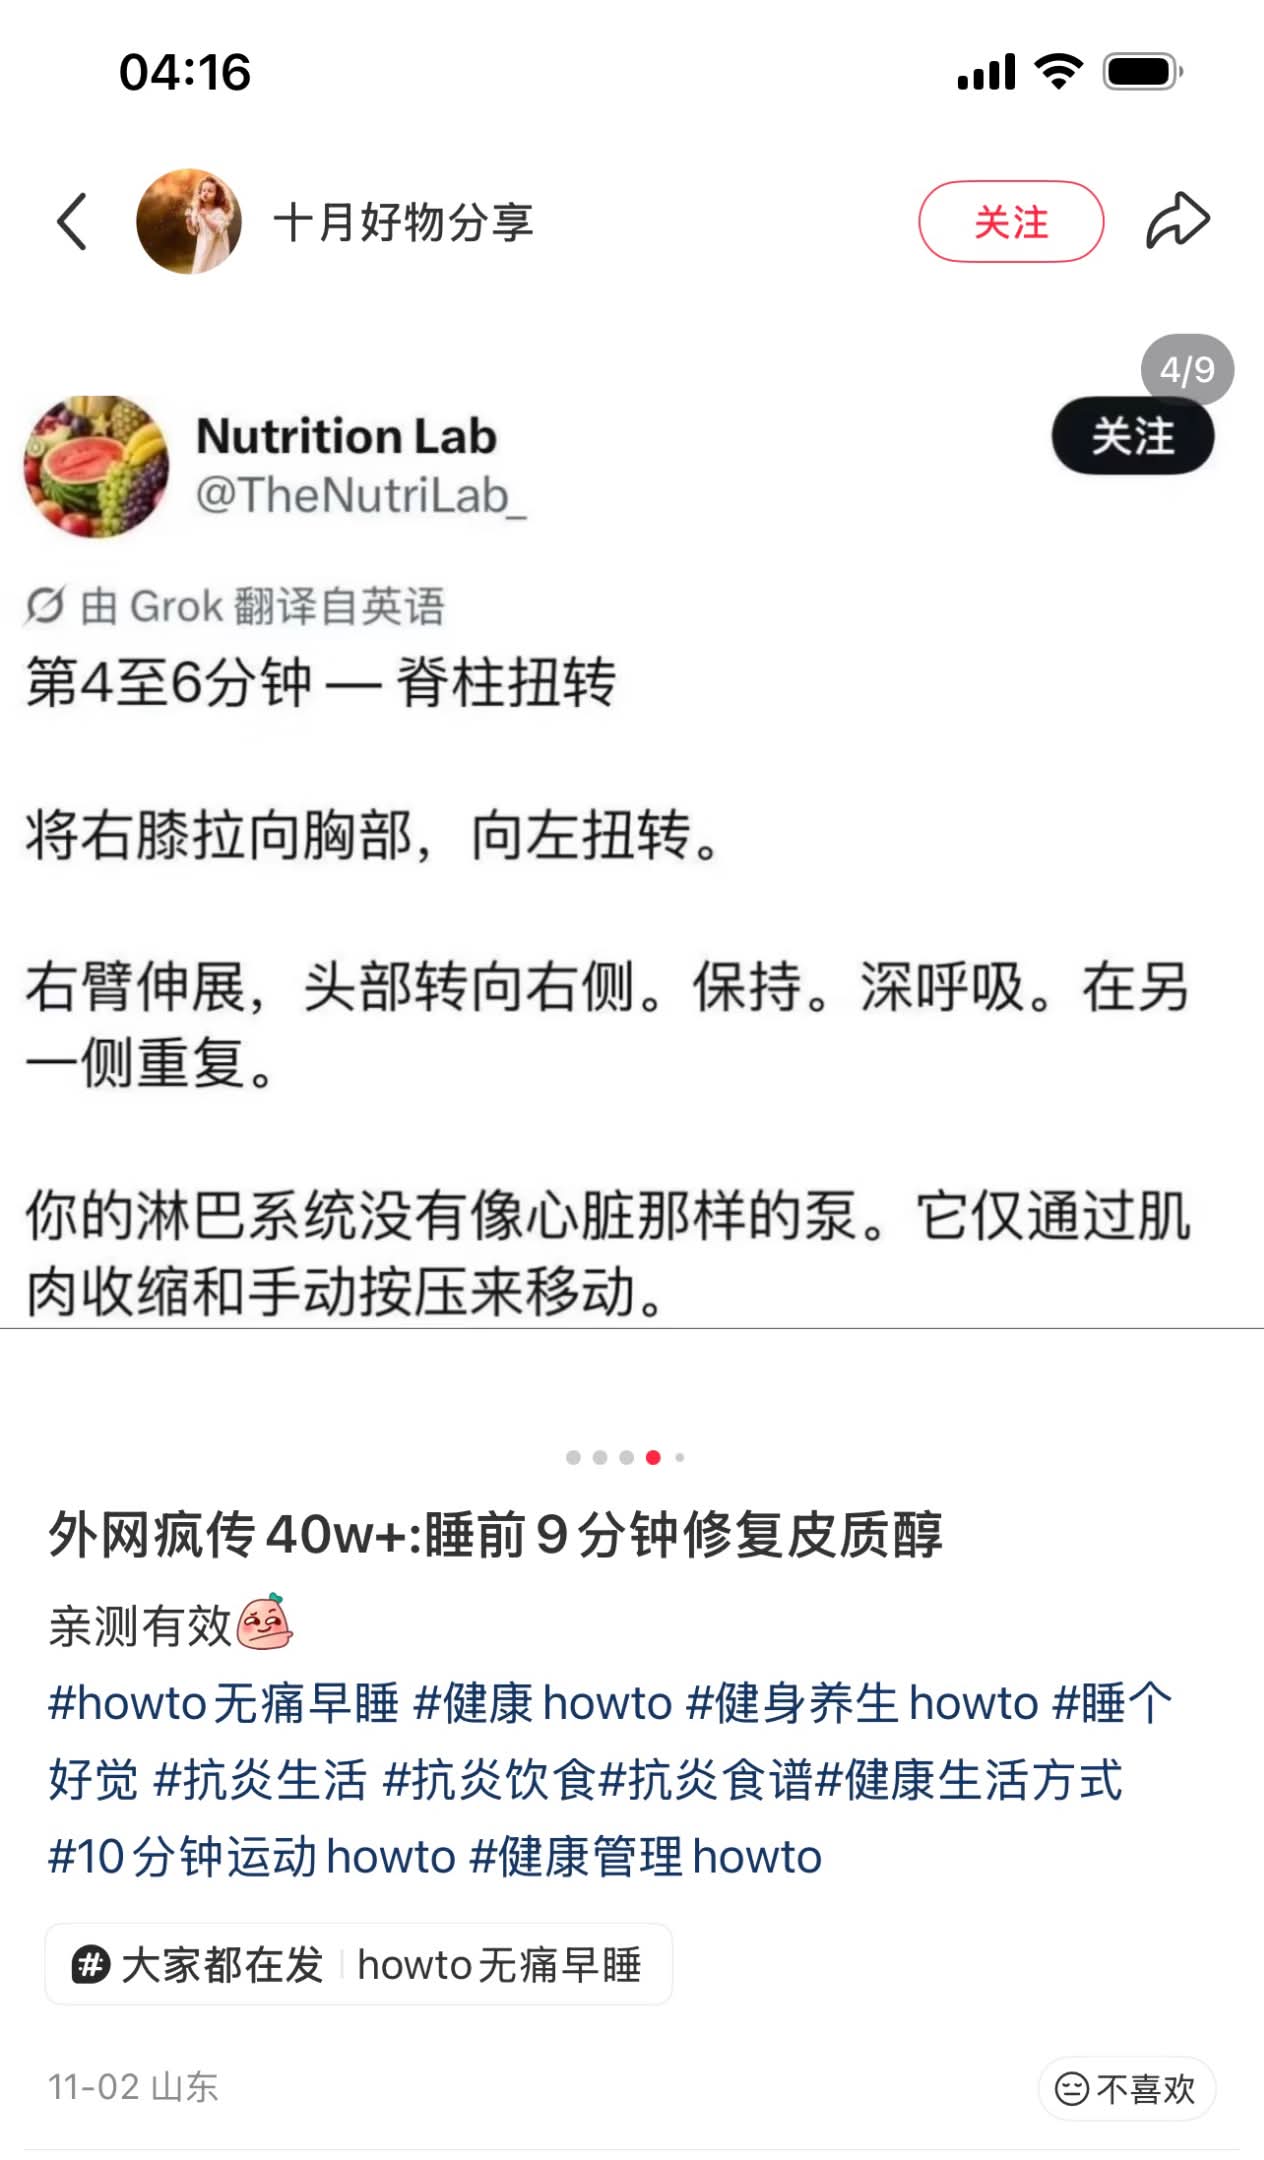 04:16
十月好物分享
关注
4/9
Nutrition Lab
关注
@TheNutriLab_
由 Grok 翻译自英语
第4至6分钟 — 脊柱扭转
将右膝拉向胸部，向左扭转。
右臂伸展，头部转向右侧。保持。深呼吸。在另
一侧重复。
你的淋巴系统没有像心脏那样的泵。它仅通过肌
肉收缩和手动按压来移动。
外网疯传40w+:睡前9分钟修复皮质醇
亲测有效
#howto无痛早睡 #健康howto #健身养生howto #睡个
好觉 #抗炎生活 #抗炎饮食#抗炎食谱#健康生活方式
#10分钟运动howto #健康管理howto
# 大家都在发 | howto无痛早睡
11-02 山东
不喜欢